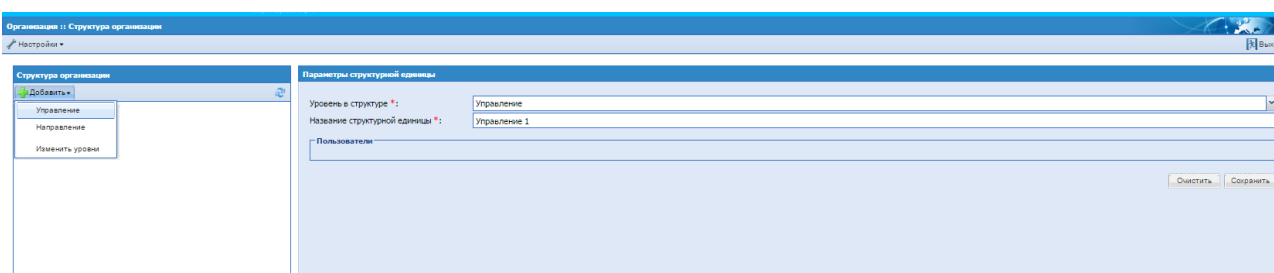 Организация :: Структура организации
Настройки
Вых
Структура организации
Параметры структурной единицы
Добавить
Управление
Направление
Изменить уровни
Уровень в структуре *:
Управление
Название структурной единицы *:
Управление 1
Пользователи
Очистить
Сохранить